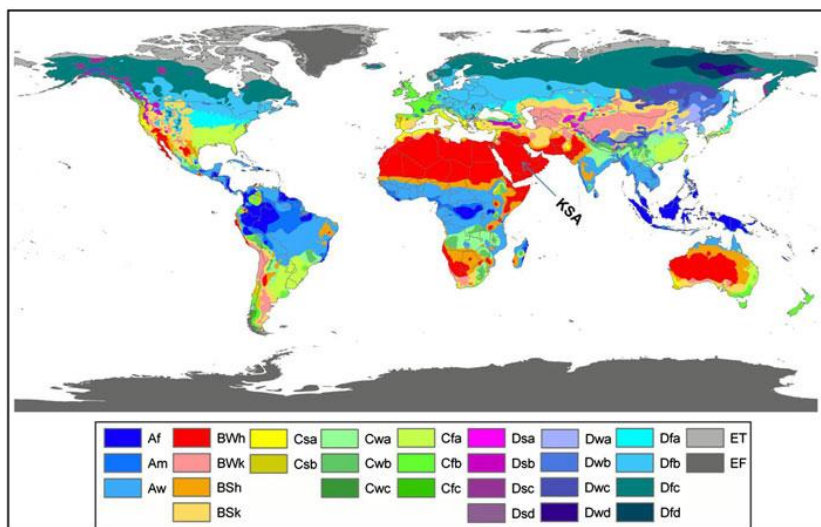 KSA
Af BWh Csa Cwa Cfa Dsa Dwa Dfa ET
Am BWk Csb Cwb Cfb Dsb Dwb Dfb EF
Aw BSh Cwc Cfc Dsc Dwc Dfc
BSk Dsd Dwd Dfd